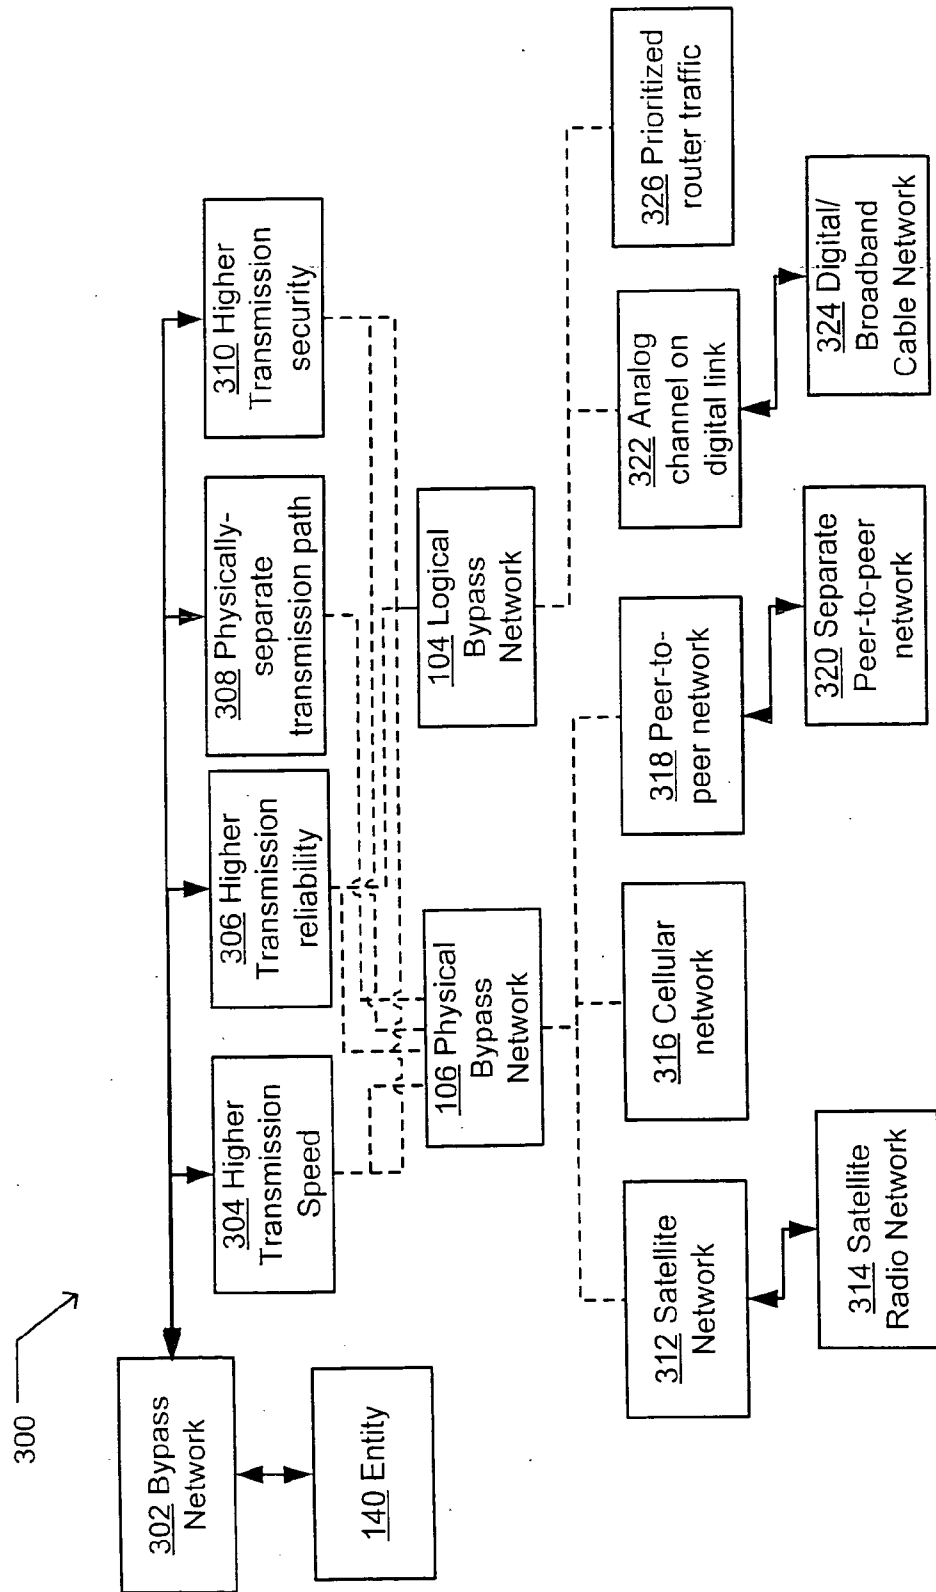 300
302 Bypass
Network
140 Entity
304 Higher
Transmission
Speed
306 Higher
Transmission
reliability
308 Physically-
separate
transmission path
310 Higher
Transmission
security
106 Physical
Bypass
Network
104 Logical
Bypass
Network
312 Satellite
Network
314 Satellite
Radio Network
316 Cellular
network
318 Peer-to-
peer network
320 Separate
Peer-to-peer
network
322 Analog
channel on
digital link
324 Digital/
Broadband
Cable Network
326 Prioritized
router traffic